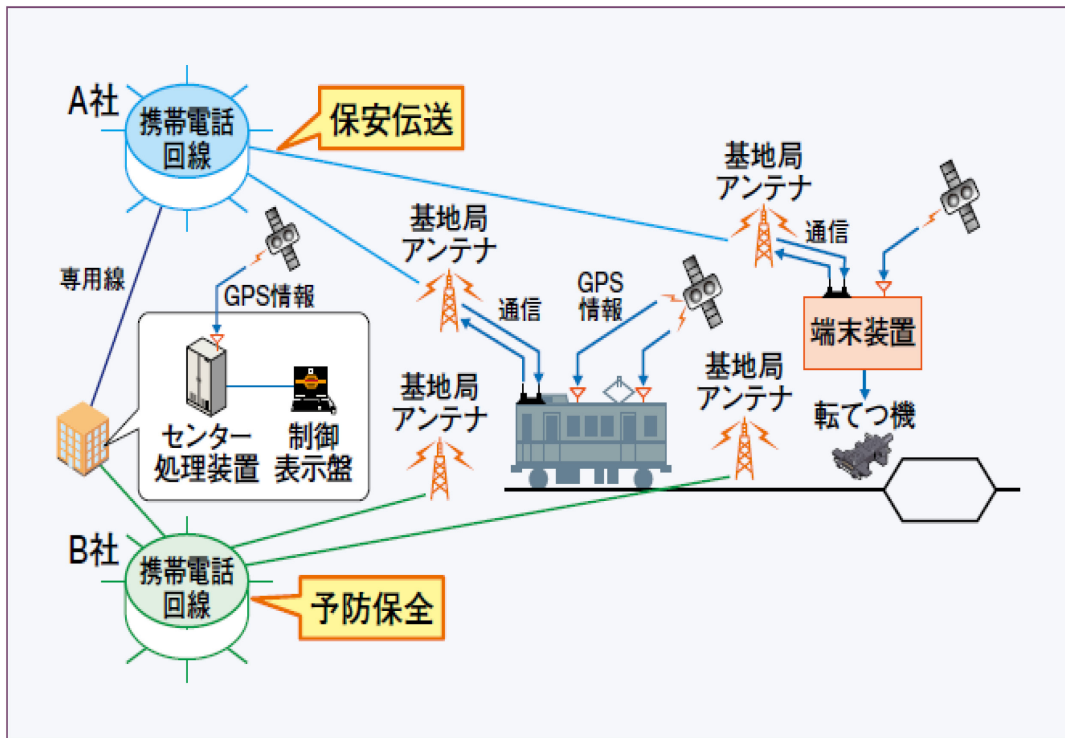 A社
携帯電話
回線
保安伝送
基地局
アンテナ
通信
基地局
アンテナ
通信
専用線
GPS情報
GPS
情報
端末装置
センター
処理装置
制御
表示盤
基地局
アンテナ
基地局
アンテナ
転てつ機
B社
携帯電話
回線
予防保全